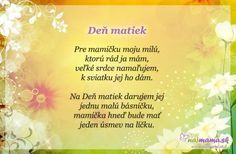 Deň matiek
Pre mamičku moju milú,
ktorú rád ja mám,
veľké srdce namaľujem,
k sviatku jej ho dám.
Na Deň matiek darujem jej
jednu malú básničku,
mamička hneď bude mať
jeden úsmev na líčku.
najmama.sk